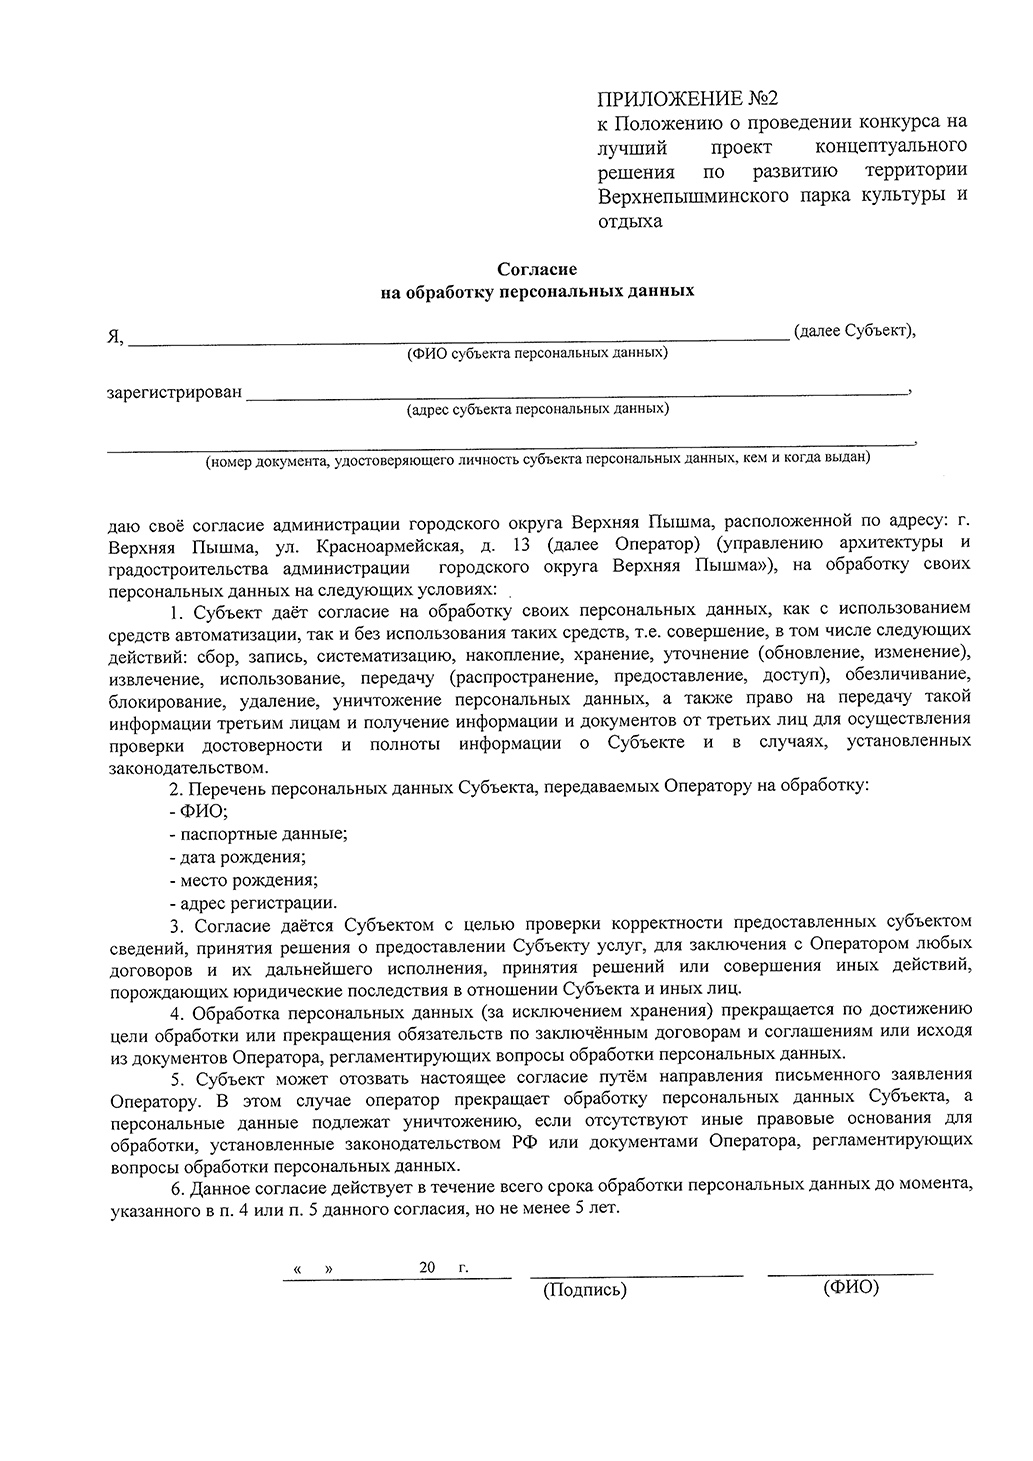 ПРИЛОЖЕНИЕ №2
к Положению о проведении конкурса на
лучший проект концептуального
решения по развитию территории
Верхнепышминского парка культуры и
отдыха
Согласие
на обработку персональных данных
Я, ____________ (далее Субъект),
(ФИО субъекта персональных данных)
зарегистрирован ____________,
(адрес субъекта персональных данных)
____________,
(номер документа, удостоверяющего личность субъекта персональных данных, кем и когда выдан)
даю своё согласие администрации городского округа Верхняя Пышма, расположенной по адресу: г.
Верхняя Пышма, ул. Красноармейская, д. 13 (далее Оператор) (управлению архитектуры и
градостроительства администрации городского округа Верхняя Пышма»), на обработку своих
персональных данных на следующих условиях:
1. Субъект даёт согласие на обработку своих персональных данных, как с использованием
средств автоматизации, так и без использования таких средств, т.е. совершение, в том числе следующих
действий: сбор, запись, систематизацию, накопление, хранение, уточнение (обновление, изменение),
извлечение, использование, передачу (распространение, предоставление, доступ), обезличивание,
блокирование, удаление, уничтожение персональных данных, а также право на передачу такой
информации третьим лицам и получение информации и документов от третьих лиц для осуществления
проверки достоверности и полноты информации о Субъекте и в случаях, установленных
законодательством.
2. Перечень персональных данных Субъекта, передаваемых Оператору на обработку:
- ФИО;
- паспортные данные;
- дата рождения;
- место рождения;
- адрес регистрации.
3. Согласие даётся Субъектом с целью проверки корректности предоставленных субъектом
сведений, принятия решения о предоставлении Субъекту услуг, для заключения с Оператором любых
договоров и их дальнейшего исполнения, принятия решений или совершения иных действий,
порождающих юридические последствия в отношении Субъекта и иных лиц.
4. Обработка персональных данных (за исключением хранения) прекращается по достижению
цели обработки или прекращения обязательств по заключённым договорам и соглашениям или исходя
из документов Оператора, регламентирующих вопросы обработки персональных данных.
5. Субъект может отозвать настоящее согласие путём направления письменного заявления
Оператору. В этом случае оператор прекращает обработку персональных данных Субъекта, а
персональные данные подлежат уничтожению, если отсутствуют иные правовые основания для
обработки, установленные законодательством РФ или документами Оператора, регламентирующих
вопросы обработки персональных данных.
6. Данное согласие действует в течение всего срока обработки персональных данных до момента,
указанного в п. 4 или п. 5 данного согласия, но не менее 5 лет.
« » 20 г.
(Подпись) (ФИО)